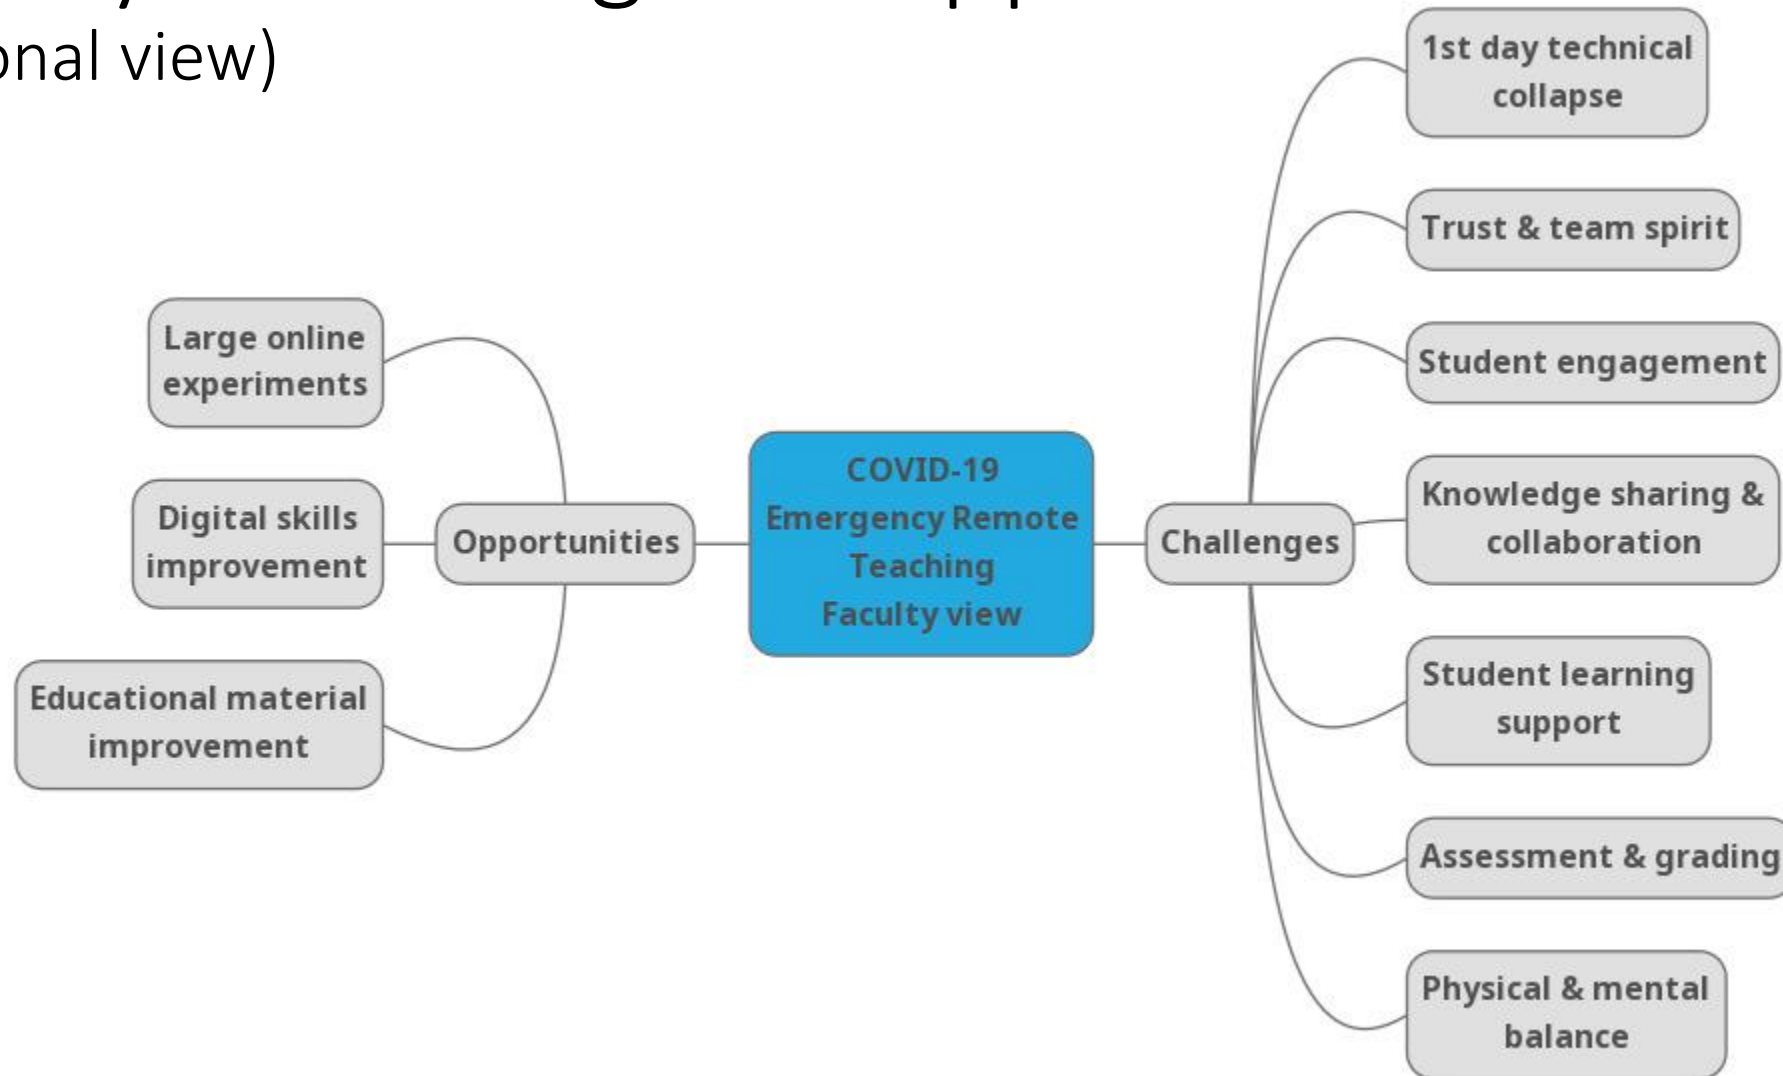 onal view)
Large online
experiments
Digital skills
improvement
Educational material
improvement
Opportunities
COVID-19
Emergency Remote
Teaching
Faculty view
Challenges
1st day technical
collapse
Trust & team spirit
Student engagement
Knowledge sharing &
collaboration
Student learning
support
Assessment & grading
Physical & mental
balance